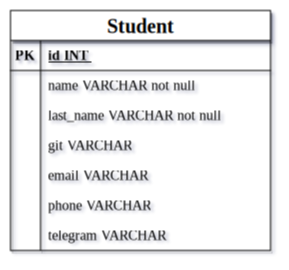 Student
PK id INT
name VARCHAR not null
last_name VARCHAR not null
git VARCHAR
email VARCHAR
phone VARCHAR
telegram VARCHAR